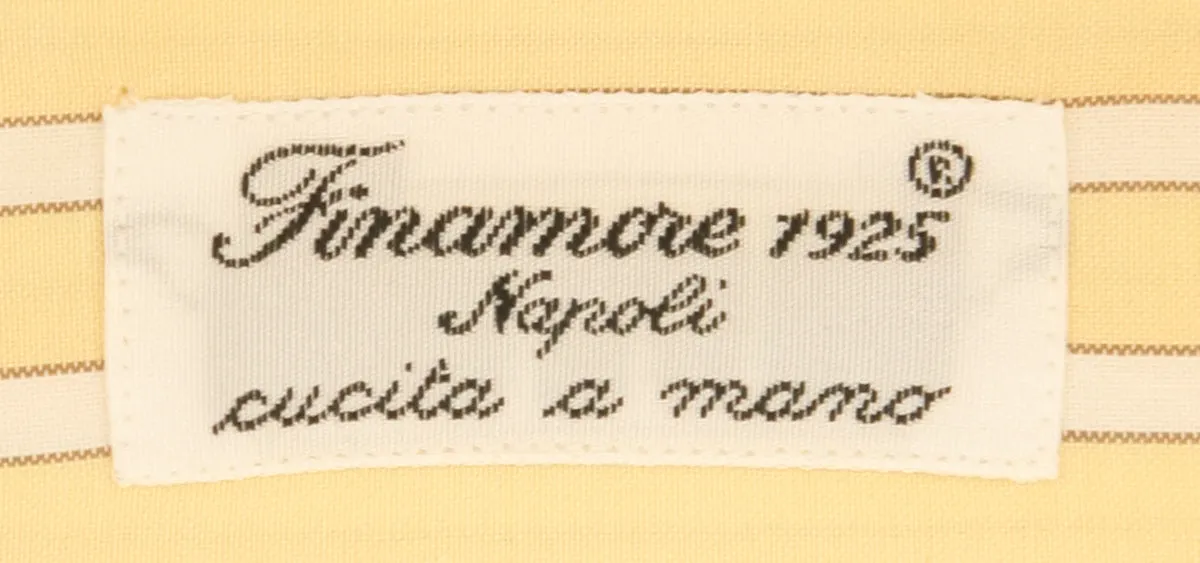 Finamore 1925®
Napoli
cucita a mano